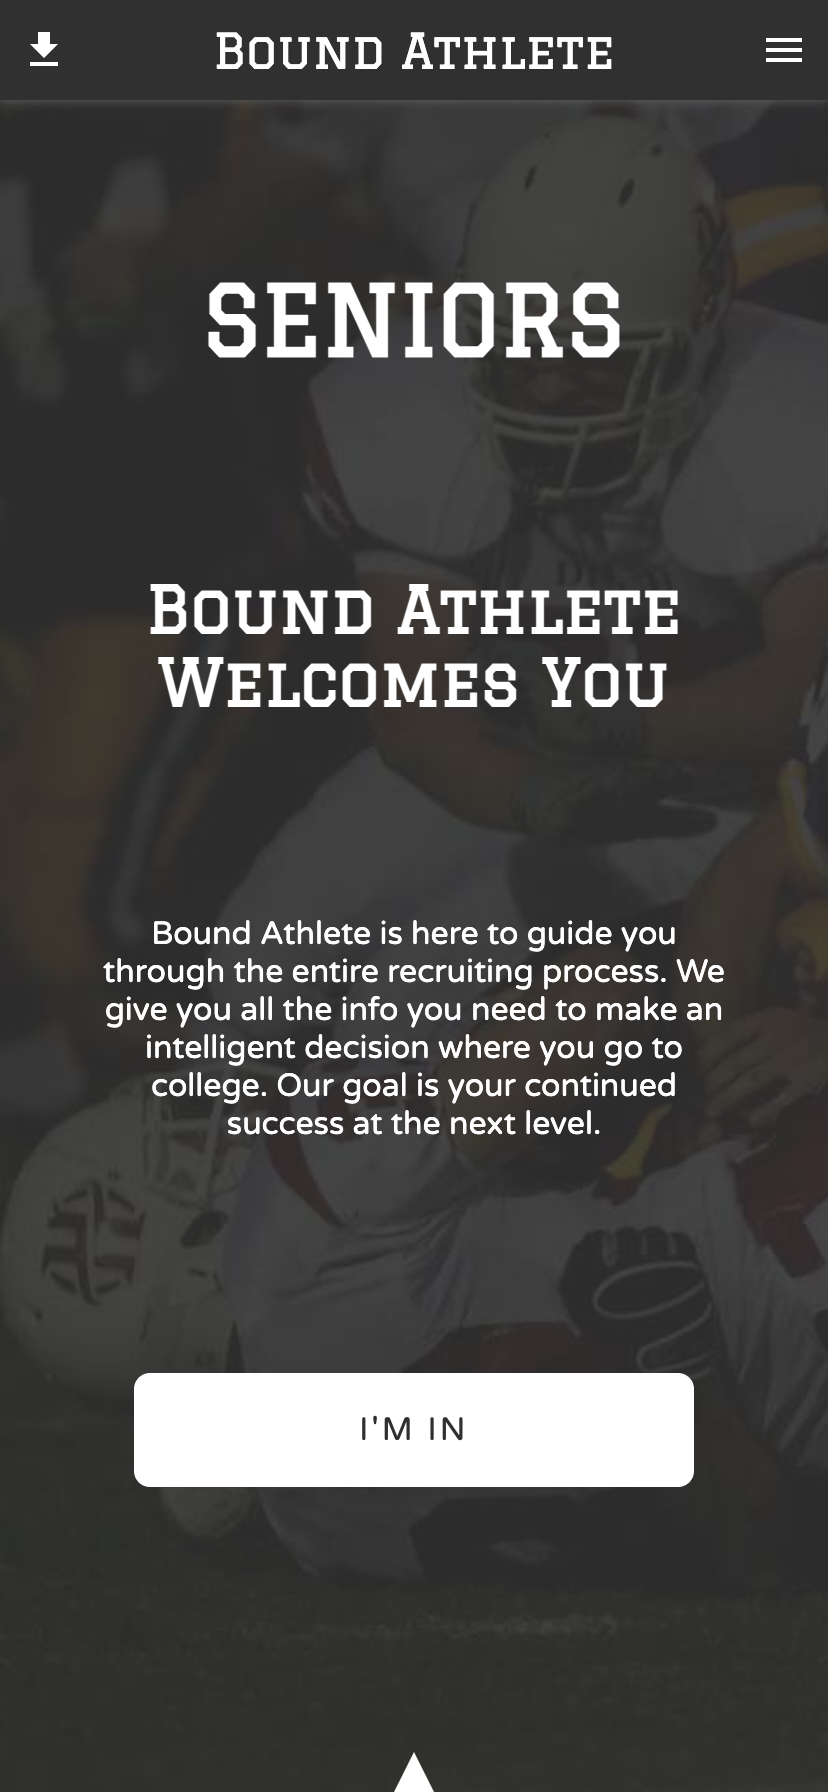 Bound Athlete
SENIORS
Bound Athlete
Welcomes You
Bound Athlete is here to guide you
through the entire recruiting process. We
give you all the info you need to make an
intelligent decision where you go to
college. Our goal is your continued
success at the next level.
I'M IN